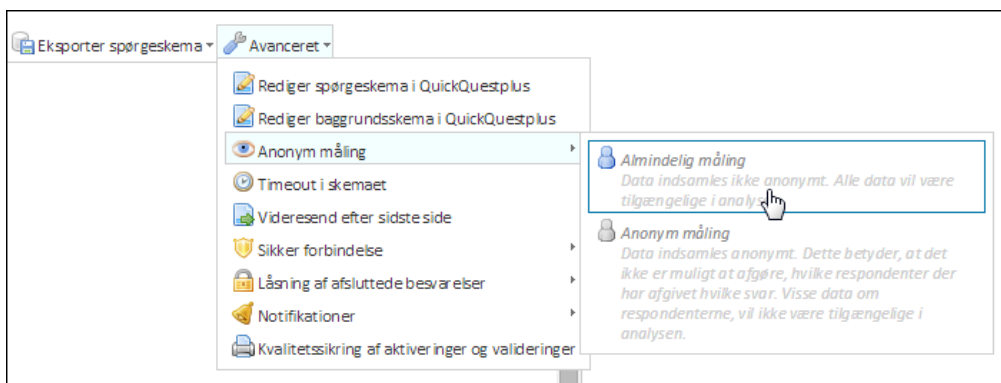 Eksporter spørgeskema
Avanceret
Rediger spørgeskema i QuickQuestplus
Rediger baggrundsskema i QuickQuestplus
Anonym måling
Timeout i skemaet
Videresend efter sidste side
Sikker forbindelse
Låsning af afsluttede besvarelser
Notifikationer
Kvalitetssikring af aktiveringer og valideringer
Almindelig måling
Data indsamles ikke anonymt. Alle data vil være
tilgængelige i
Anonym måling
Data indsamles anonymt. Dette betyder, at det
ikke er muligt at afgøre, hvilke respondenter der
har afgivet hvilke svar. Visse data om
respondenterne, vil ikke være tilgængelige i
analysen.